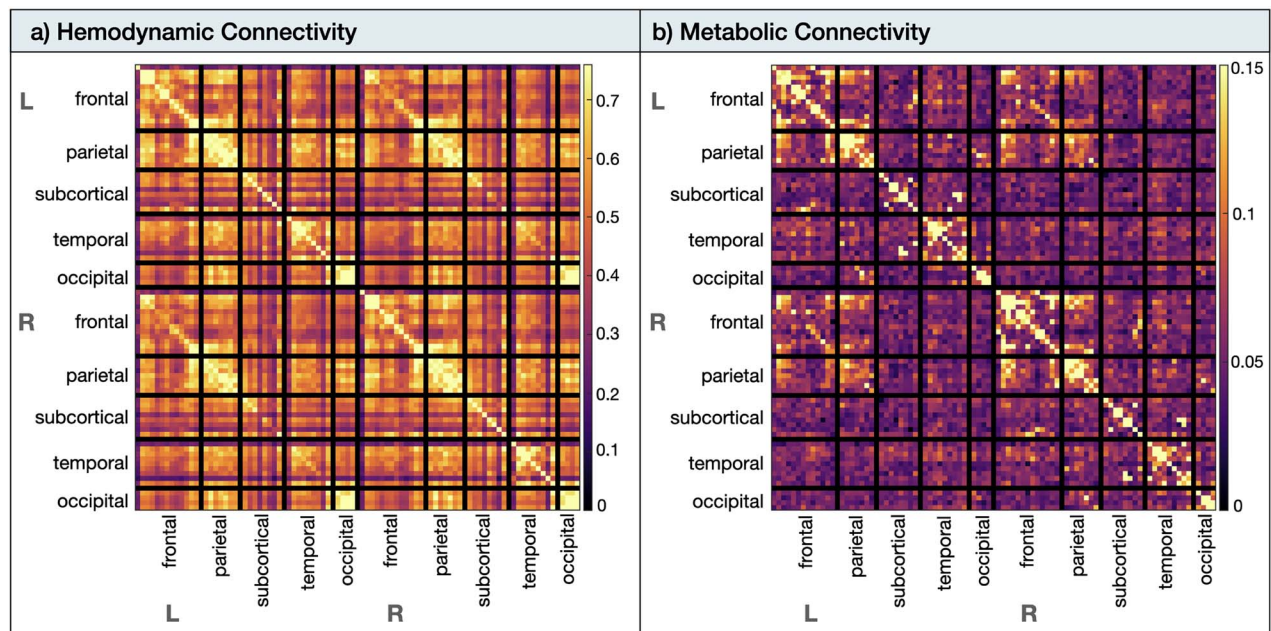 a) Hemodynamic Connectivity
L
frontal
parietal
subcortical
temporal
occipital
R
frontal
parietal
subcortical
temporal
occipital
0.7
0.6
0.5
0.4
0.3
0.2
0.1
0
frontal
parietal
subcortical
temporal
occipital
frontal
parietal
subcortical
temporal
occipital
L
R
b) Metabolic Connectivity
L
frontal
parietal
subcortical
temporal
occipital
R
frontal
parietal
subcortical
temporal
occipital
0.15
0.1
0.05
0
frontal
parietal
subcortical
temporal
occipital
frontal
parietal
subcortical
temporal
occipital
L
R